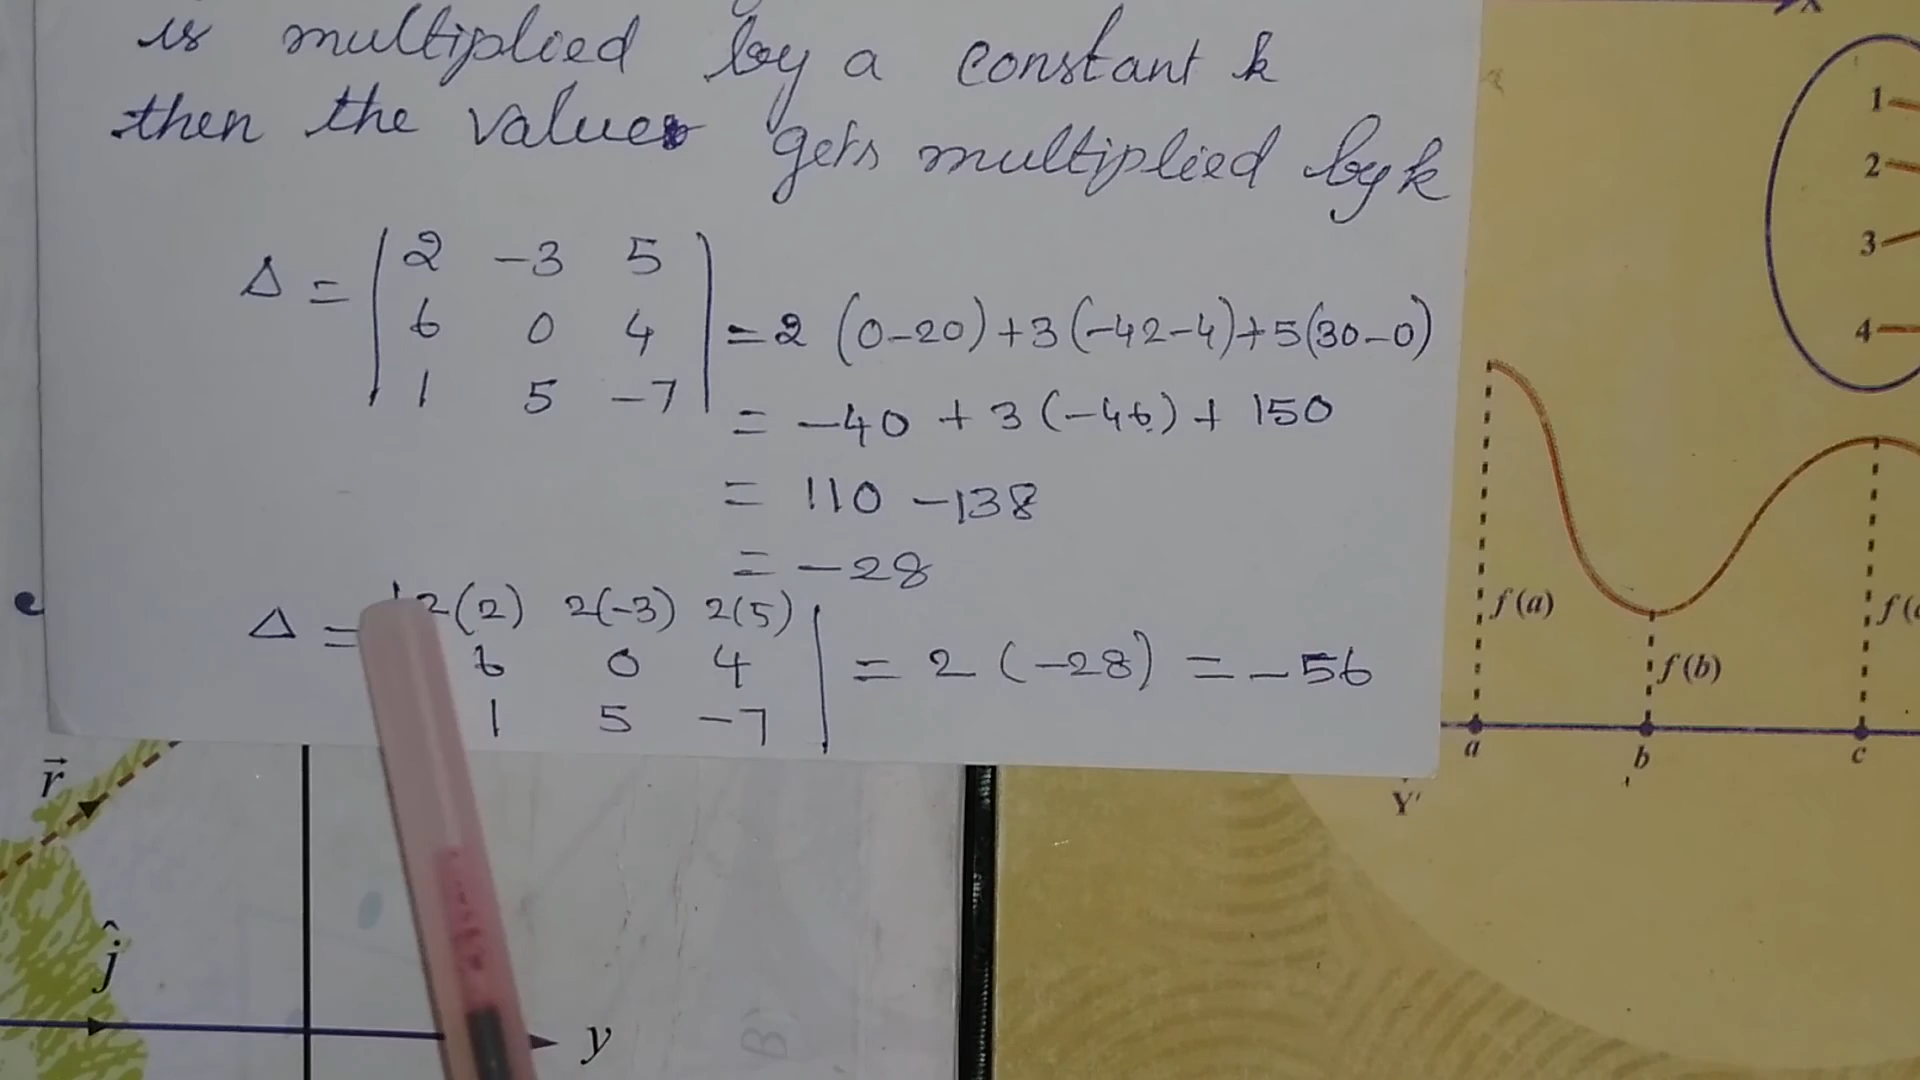 is multiplied by a constant k
then the value gets multiplied by k
Δ = | 2 -3 5 |
| 6 0 4 | = 2 (0-20) + 3 (-42-4) + 5 (30-0)
| 1 5 -7 |
= -40 + 3 (-46) + 150
= 110 - 138
= -28
Δ = | 2(2) 2(-3) 2(5) |
6 0 4 | = 2 (-28) = -56
1 5 -7 |
X
1
2
3
4
f(a)
f(b)
a
b
c
Y'
r
ĵ
y